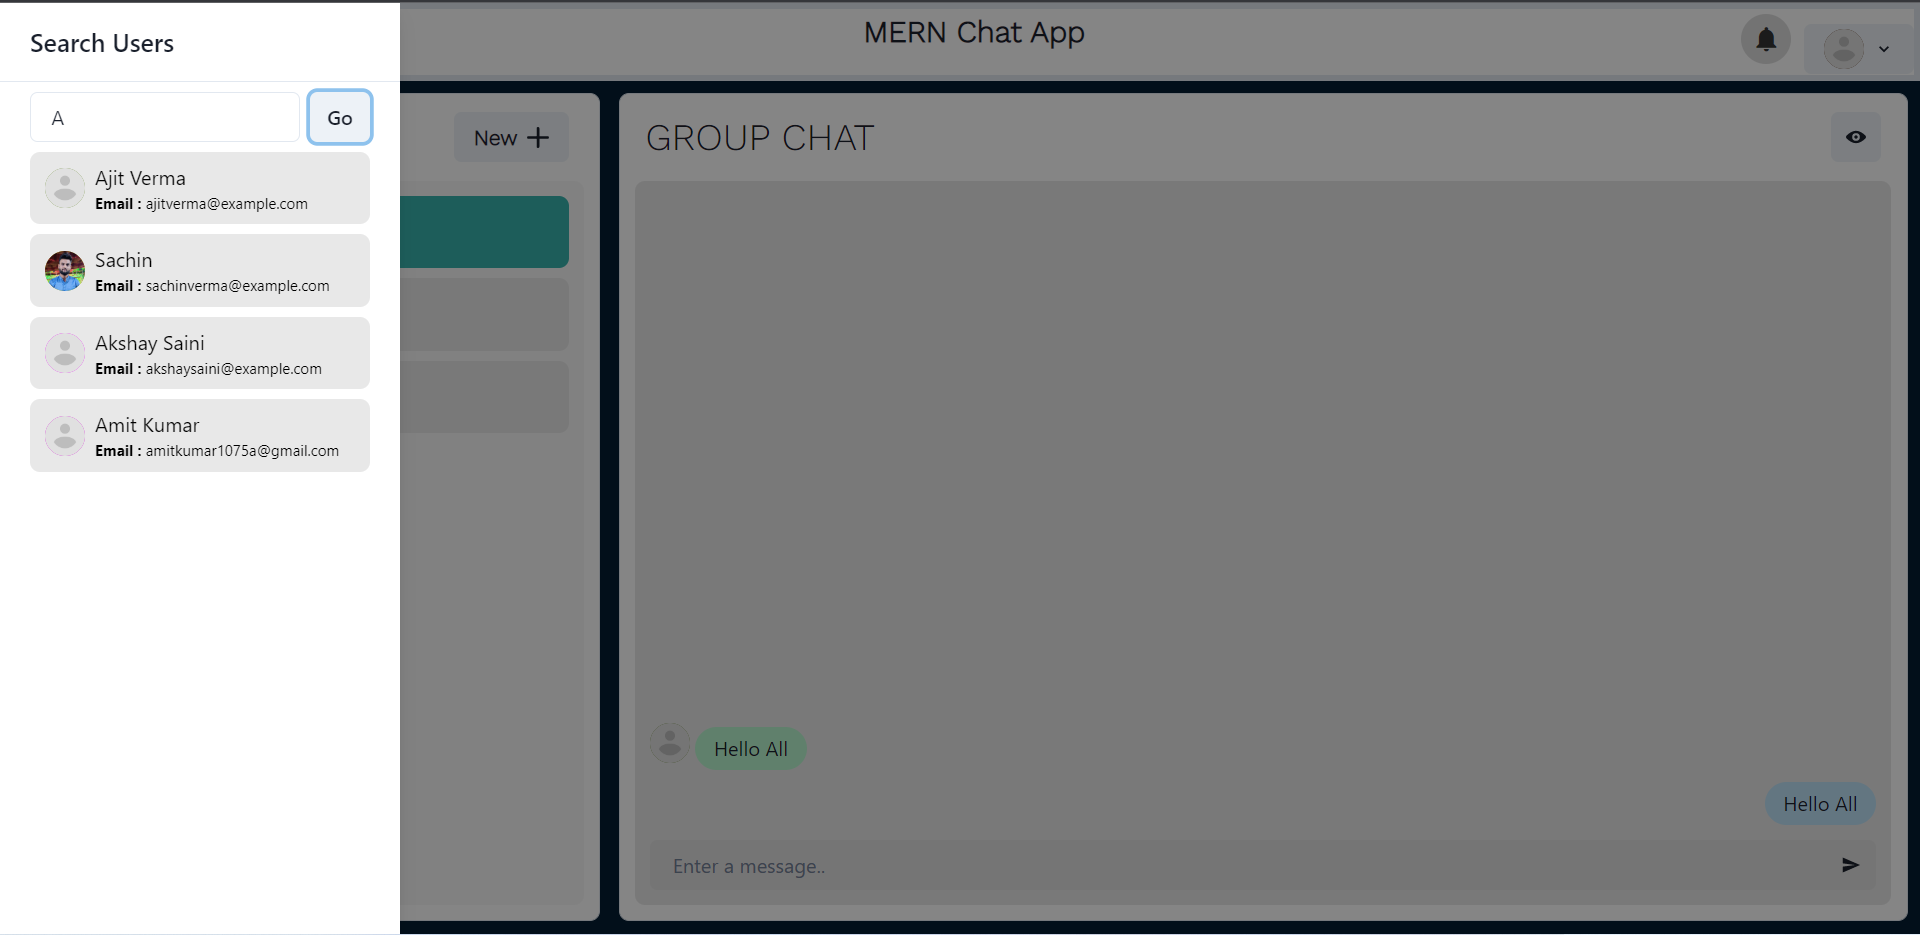 Search Users
A
Go
Ajit Verma
Email : ajitverma@example.com
Sachin
Email : sachinverma@example.com
Akshay Saini
Email : akshaysaini@example.com
Amit Kumar
Email : amitkumar1075a@gmail.com
MERN Chat App
New
GROUP CHAT
Hello All
Hello All
Enter a message..